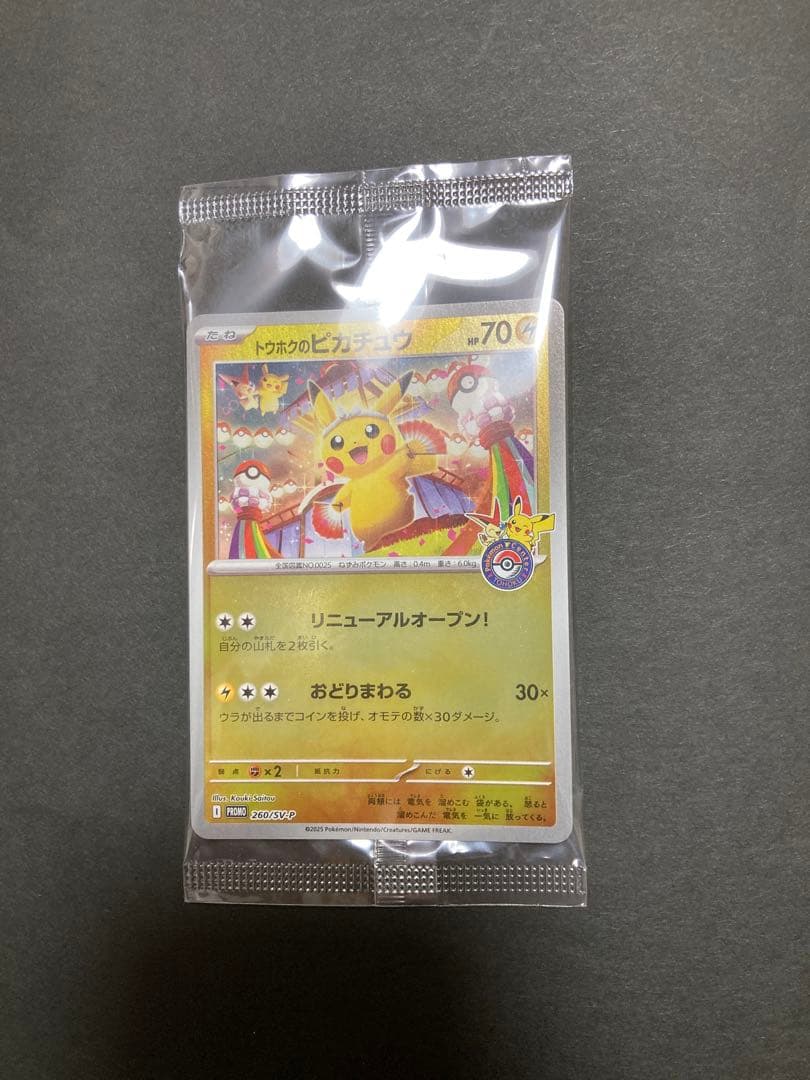 たね トウホクのピカチュウ HP 70
Pokémon Center
TOHOKU
全国図鑑NO.0025 ねずみポケモン 高さ:0.4m 重さ:6.0kg
リニューアルオープン!
自分の山札を2枚引く。
おどりまわる 30×
ウラが出るまでコインを投げ、オモテの数×30ダメージ。
弱点 ×2 抵抗力 にげる
Illus. Kouki Saitou
両頬には 電気を 溜めこむ 袋がある。 怒ると
I PROMO 260/SV-P
溜めこんだ 電気を 一気に 放ってくる。
©2025 Pokémon/Nintendo/Creatures/GAME FREAK.